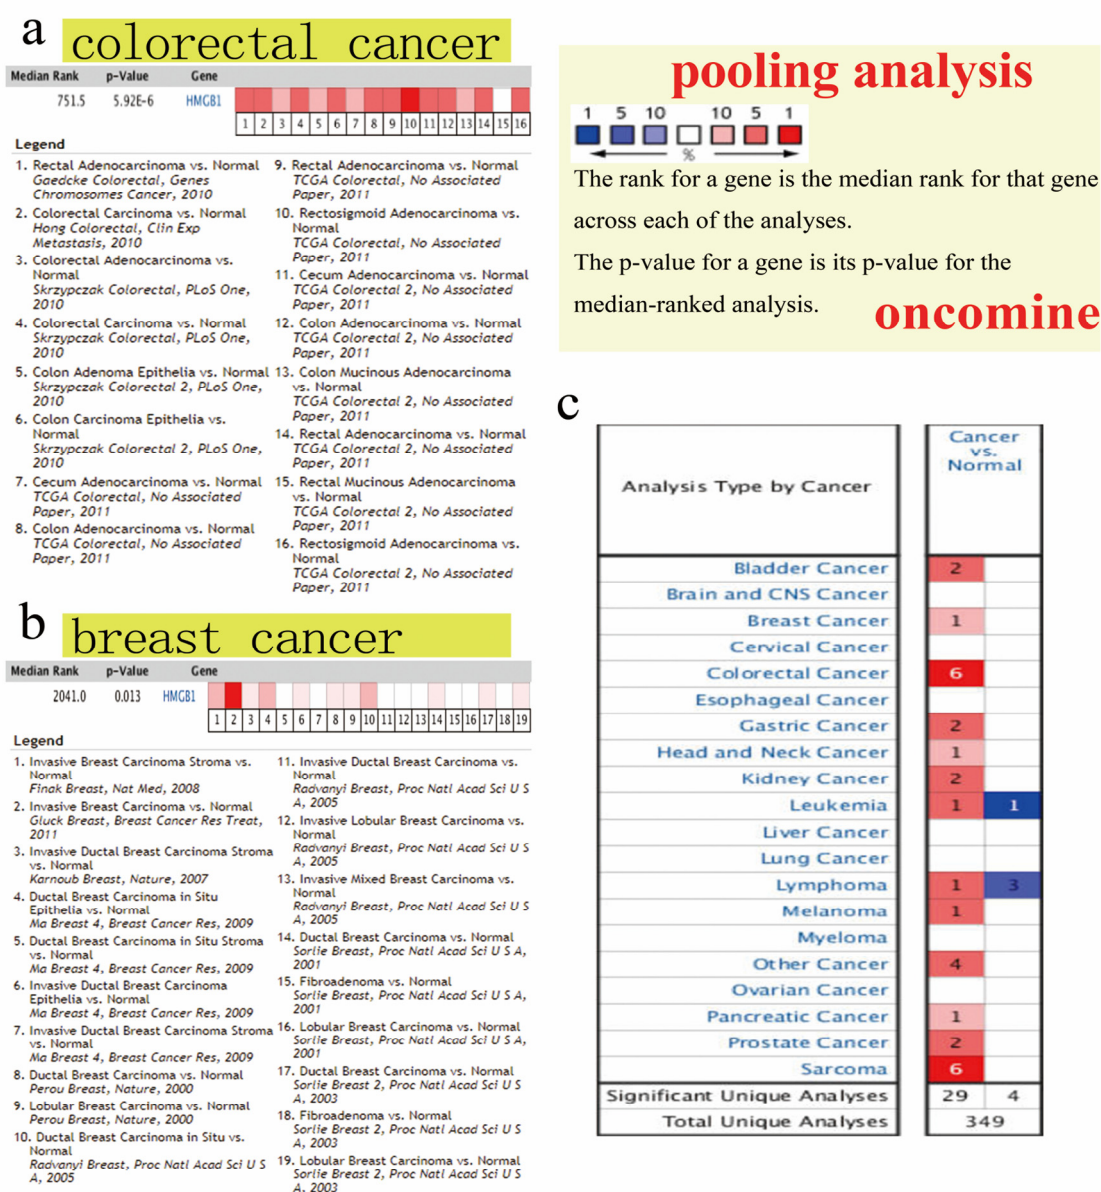 a colorectal cancer
Median Rank p-Value Gene
751.5 5.92E-6 HMGB1
1 2 3 4 5 6 7 8 9 10 11 12 13 14 15 16
Legend
1. Rectal Adenocarcinoma vs. Normal
Gaedcke Colorectal, Genes
Chromosomes Cancer, 2010
2. Colorectal Carcinoma vs. Normal
Hong Colorectal, Clin Exp
Metastasis, 2010
3. Colorectal Adenocarcinoma vs.
Normal
Skrzypczak Colorectal, PLoS One,
2010
4. Colorectal Carcinoma vs. Normal
Skrzypczak Colorectal, PLoS One,
2010
5. Colon Adenoma Epithelia vs. Normal
Skrzypczak Colorectal 2, PLoS One,
2010
6. Colon Carcinoma Epithelia vs.
Normal
Skrzypczak Colorectal 2, PLoS One,
2010
7. Cecum Adenocarcinoma vs. Normal
TCGA Colorectal, No Associated
Paper, 2011
8. Colon Adenocarcinoma vs. Normal
TCGA Colorectal, No Associated
Paper, 2011
9. Rectal Adenocarcinoma vs. Normal
TCGA Colorectal, No Associated
Paper, 2011
10. Rectosigmoid Adenocarcinoma vs.
Normal
TCGA Colorectal, No Associated
Paper, 2011
11. Cecum Adenocarcinoma vs. Normal
TCGA Colorectal 2, No Associated
Paper, 2011
12. Colon Adenocarcinoma vs. Normal
TCGA Colorectal 2, No Associated
Paper, 2011
13. Colon Mucinous Adenocarcinoma
vs. Normal
TCGA Colorectal 2, No Associated
Paper, 2011
14. Rectal Adenocarcinoma vs. Normal
TCGA Colorectal 2, No Associated
Paper, 2011
15. Rectal Mucinous Adenocarcinoma
vs. Normal
TCGA Colorectal 2, No Associated
Paper, 2011
16. Rectosigmoid Adenocarcinoma vs.
Normal
TCGA Colorectal 2, No Associated
Paper, 2011
pooling analysis
1 5 10 10 5 1
%
The rank for a gene is the median rank for that gene
across each of the analyses.
The p-value for a gene is its p-value for the
median-ranked analysis.
oncomine
b breast cancer
Median Rank p-Value Gene
2041.0 0.013 HMGB1
1 2 3 4 5 6 7 8 9 10 11 12 13 14 15 16 17 18 19
Legend
1. Invasive Breast Carcinoma Stroma vs.
Normal
Finak Breast, Nat Med, 2008
2. Invasive Breast Carcinoma vs. Normal
Gluck Breast, Breast Cancer Res Treat,
2011
3. Invasive Ductal Breast Carcinoma Stroma
vs. Normal
Karnoub Breast, Nature, 2007
4. Ductal Breast Carcinoma in Situ
Epithelia vs. Normal
Ma Breast 4, Breast Cancer Res, 2009
5. Ductal Breast Carcinoma in Situ Stroma
vs. Normal
Ma Breast 4, Breast Cancer Res, 2009
6. Invasive Ductal Breast Carcinoma
Epithelia vs. Normal
Ma Breast 4, Breast Cancer Res, 2009
7. Invasive Ductal Breast Carcinoma Stroma
vs. Normal
Ma Breast 4, Breast Cancer Res, 2009
8. Ductal Breast Carcinoma vs. Normal
Perou Breast, Nature, 2000
9. Lobular Breast Carcinoma vs. Normal
Perou Breast, Nature, 2000
10. Ductal Breast Carcinoma in Situ vs.
Normal
Radvanyi Breast, Proc Natl Acad Sci U S
A, 2005
11. Invasive Ductal Breast Carcinoma vs.
Normal
Radvanyi Breast, Proc Natl Acad Sci U S
A, 2005
12. Invasive Lobular Breast Carcinoma vs.
Normal
Radvanyi Breast, Proc Natl Acad Sci U S
A, 2005
13. Invasive Mixed Breast Carcinoma vs.
Normal
Radvanyi Breast, Proc Natl Acad Sci U S
A, 2005
14. Ductal Breast Carcinoma vs. Normal
Sorlie Breast, Proc Natl Acad Sci U S A,
2001
15. Fibroadenoma vs. Normal
Sorlie Breast, Proc Natl Acad Sci U S A,
2001
16. Lobular Breast Carcinoma vs. Normal
Sorlie Breast, Proc Natl Acad Sci U S A,
2001
17. Ductal Breast Carcinoma vs. Normal
Sorlie Breast 2, Proc Natl Acad Sci U S
A, 2003
18. Fibroadenoma vs. Normal
Sorlie Breast 2, Proc Natl Acad Sci U S
A, 2003
19. Lobular Breast Carcinoma vs. Normal
Sorlie Breast 2, Proc Natl Acad Sci U S
A, 2003
c
Cancer
vs.
Normal
Analysis Type by Cancer
Bladder Cancer 2
Brain and CNS Cancer
Breast Cancer 1
Cervical Cancer
Colorectal Cancer 6
Esophageal Cancer
Gastric Cancer 2
Head and Neck Cancer 1
Kidney Cancer 2
Leukemia 1 1
Liver Cancer
Lung Cancer
Lymphoma 1 3
Melanoma 1
Myeloma
Other Cancer 4
Ovarian Cancer
Pancreatic Cancer 1
Prostate Cancer 2
Sarcoma 6
Significant Unique Analyses 29 4
Total Unique Analyses 349